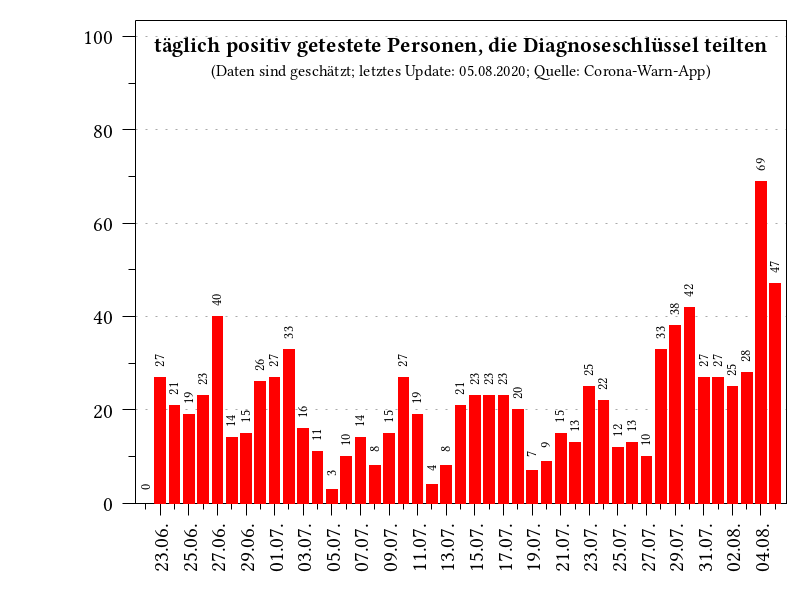 täglich positiv getestete Personen, die Diagnoseschlüssel teilten
(Daten sind geschätzt; letztes Update: 05.08.2020; Quelle: Corona-Warn-App)
100
80
60
40
20
0
0 27 21 19 23 40 14 15 26 27 33 16 11 3 10 14 8 15 27 19 4 8 21 23 23 23 20 7 9 15 13 25 22 12 13 10 33 38 42 27 27 25 28 69 47
23.06. 25.06. 27.06. 29.06. 01.07. 03.07. 05.07. 07.07. 09.07. 11.07. 13.07. 15.07. 17.07. 19.07. 21.07. 23.07. 25.07. 27.07. 29.07. 31.07. 02.08. 04.08.